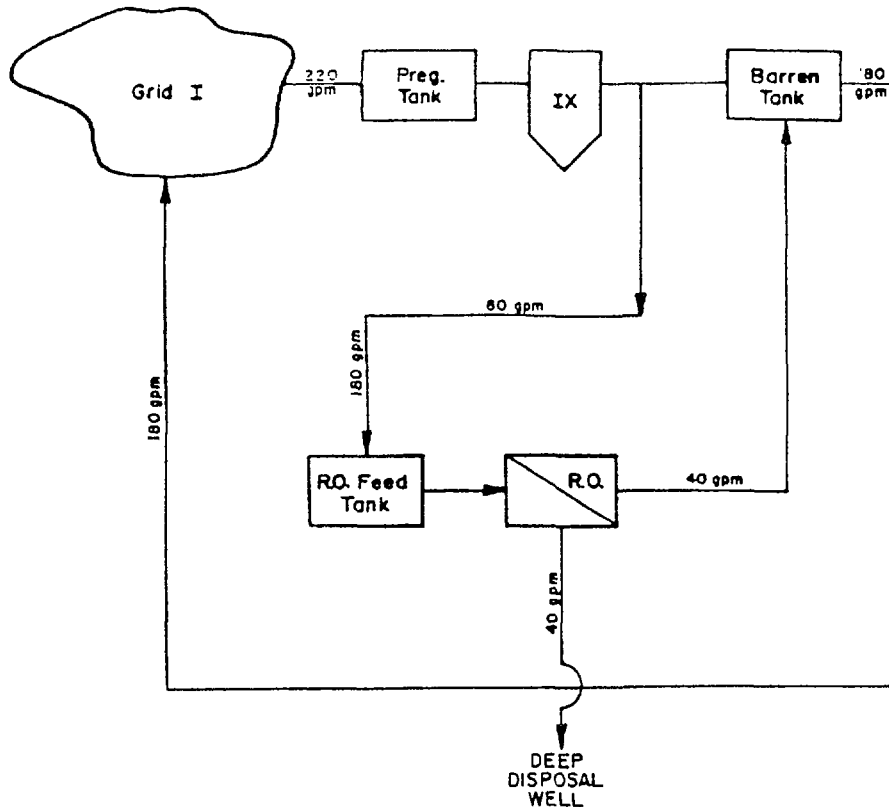 Grid I
220
gpm
Preg.
Tank
IX
Barren
Tank
180
gpm
80 gpm
180 gpm
180 gpm
R.O. Feed
Tank
R.O.
40 gpm
40 gpm
DEEP
DISPOSAL
WELL